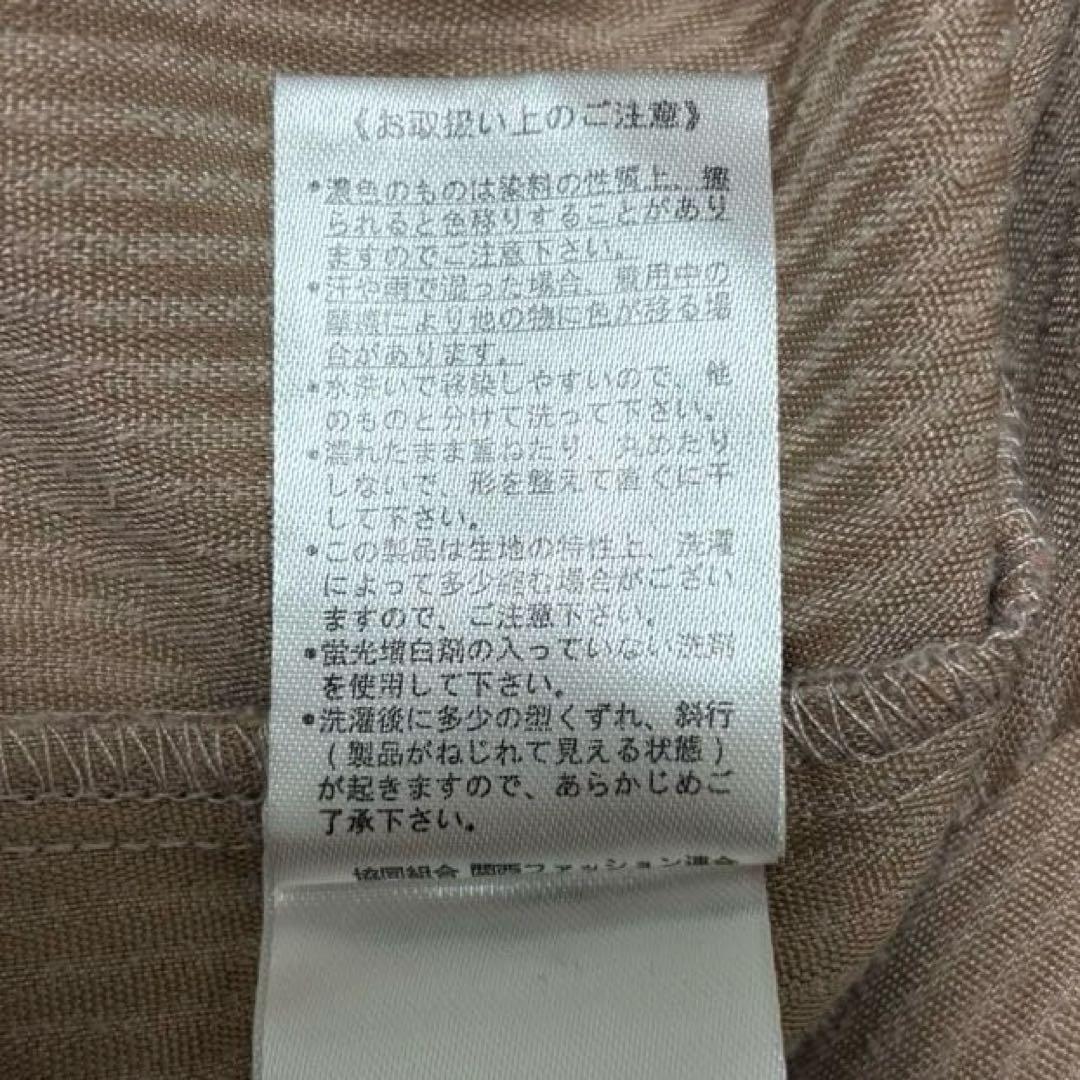 《お取扱い上のご注意》
•濃色のものは染料の性質上、擦
られると色移りすることがあり
ますのでご注意下さい。
•汗や雨で湿った場合、着用中の
摩擦により他の物に色が移る場
合があります。
•水洗いで移染しやすいので、他
のものと分けて洗って下さい。
•濡れたまま重ねたり、丸めたり
しないで、形を整えて直ぐに干
して下さい。
•この製品は生地の特性上、洗濯
によって多少縮む場合がござい
ますので、ご注意下さい。
•蛍光増白剤の入っていない洗剤
を使用して下さい。
•洗濯後に多少の型くずれ、斜行
(製品がねじれて見える状態)
が起きますので、あらかじめご
了承下さい。
協同組合 関西ファッション連合